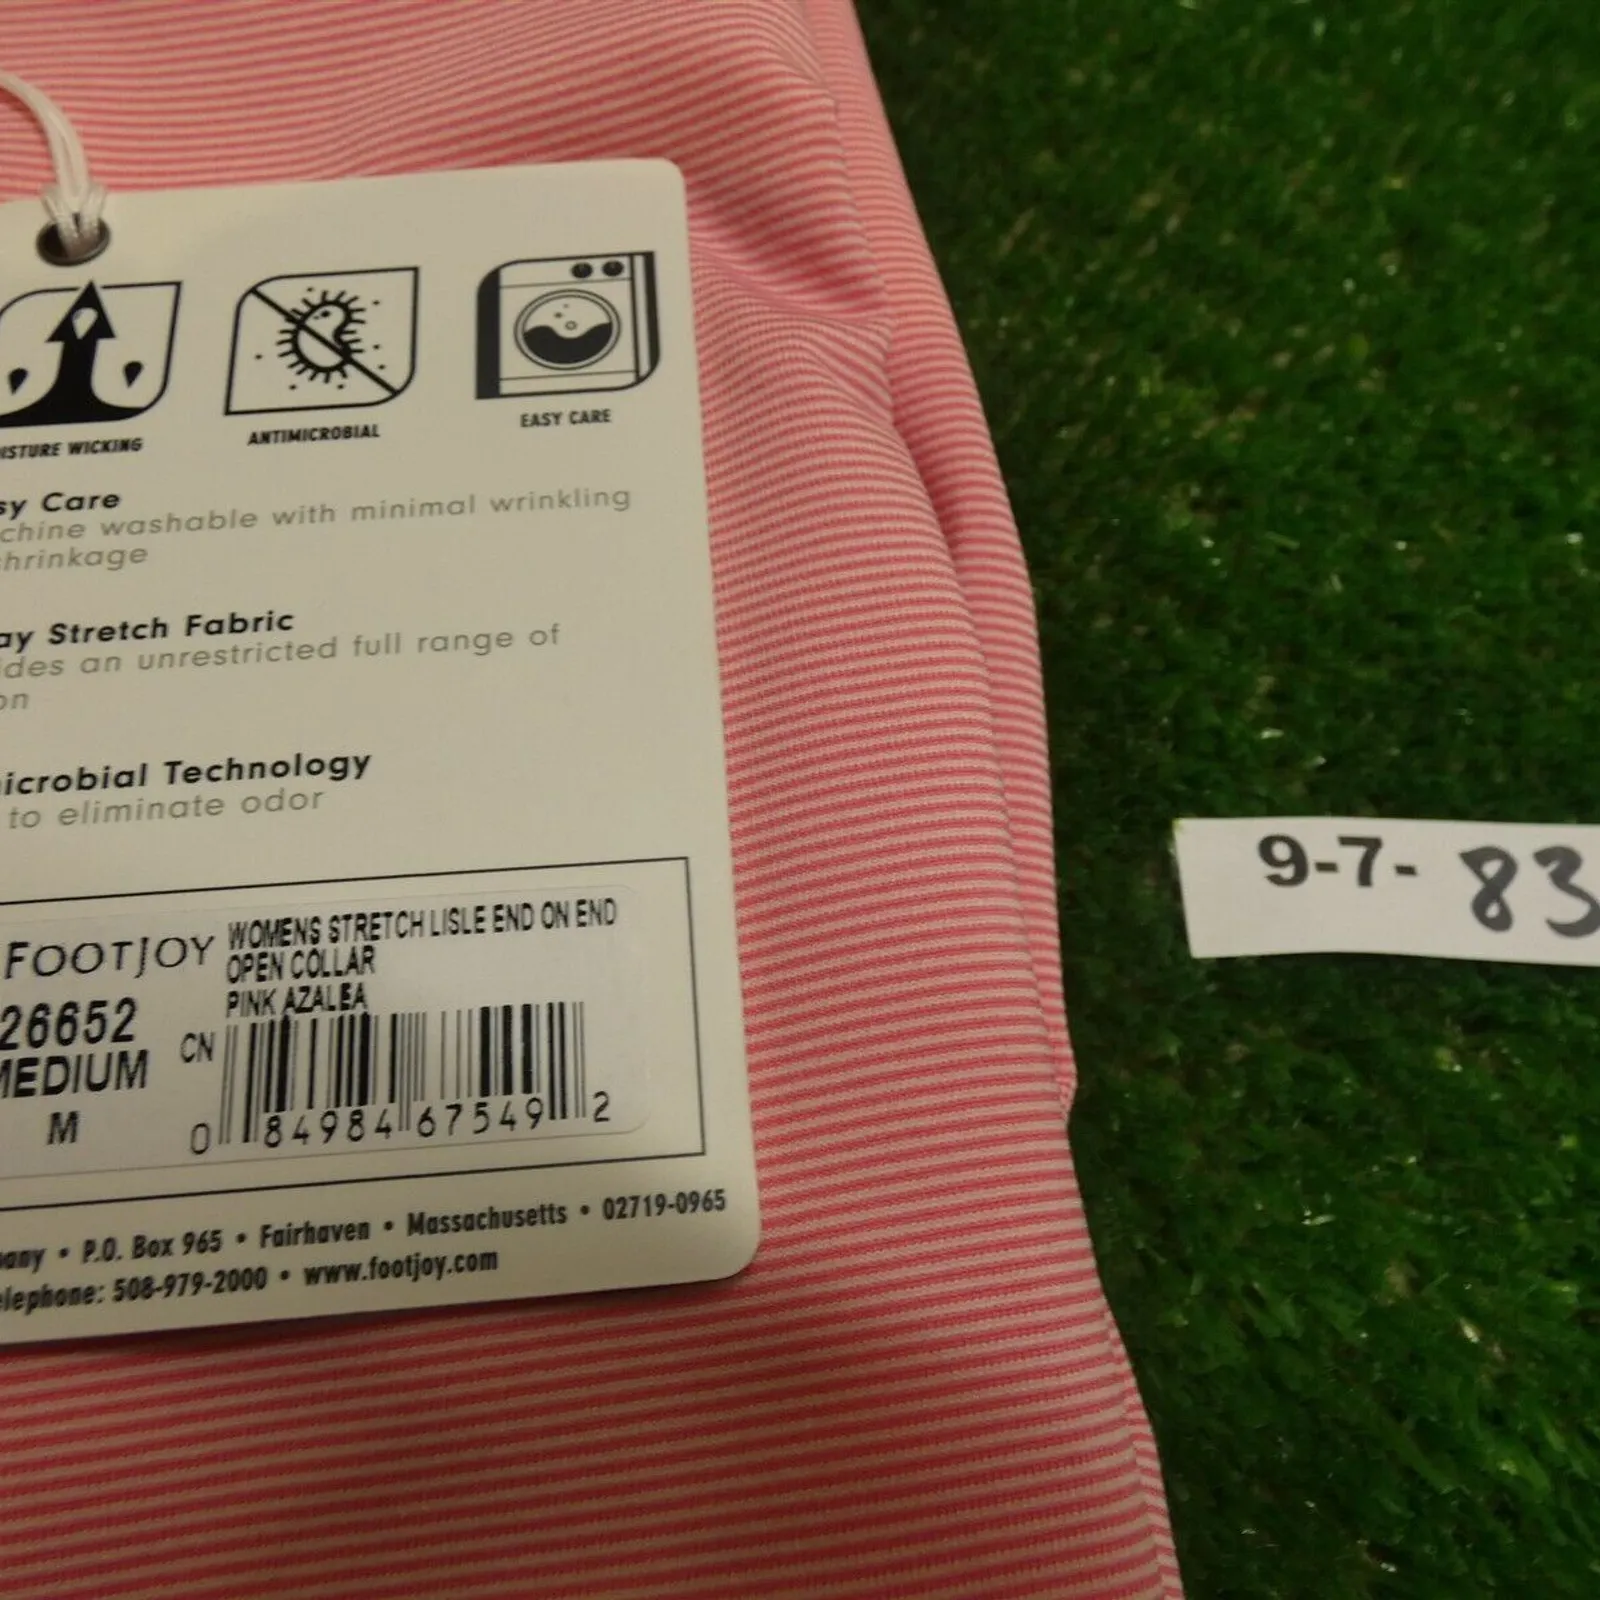 ISTURE WICKING
ANTIMICROBIAL
EASY CARE
sy Care
chine washable with minimal wrinkling
hrinkage
ay Stretch Fabric
ides an unrestricted full range of
on
icrobial Technology
to eliminate odor
FOOTJOY
WOMENS STRETCH LISLE END ON END
OPEN COLLAR
PINK AZALEA
26652
MEDIUM
M
CN
0 84984 67549 2
pany • P.O. Box 965 • Fairhaven • Massachusetts • 02719-0965
elephone: 508-979-2000 • www.footjoy.com
9-7- 83